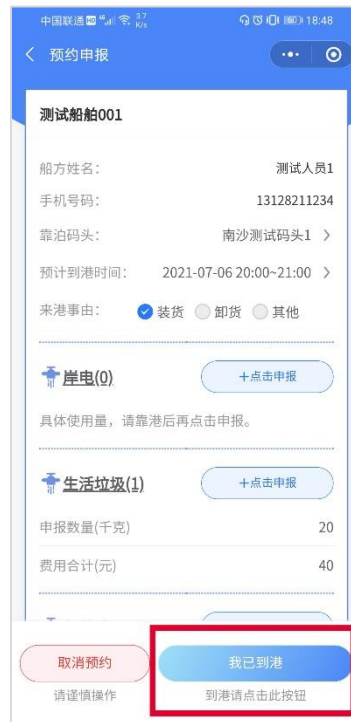 中国联通 HD 4G 37 K/s 100 18:48
预约申报
测试船舶001
船方姓名： 测试人员1
手机号码： 13128211234
靠泊码头： 南沙测试码头1
预计到港时间： 2021-07-06 20:00~21:00
来港事由： 装货 卸货 其他
岸电(0) ＋点击申报
具体使用量，请靠港后再点击申报。
生活垃圾(1) ＋点击申报
申报数量(千克) 20
费用合计(元) 40
取消预约 我已到港
请谨慎操作 到港请点击此按钮